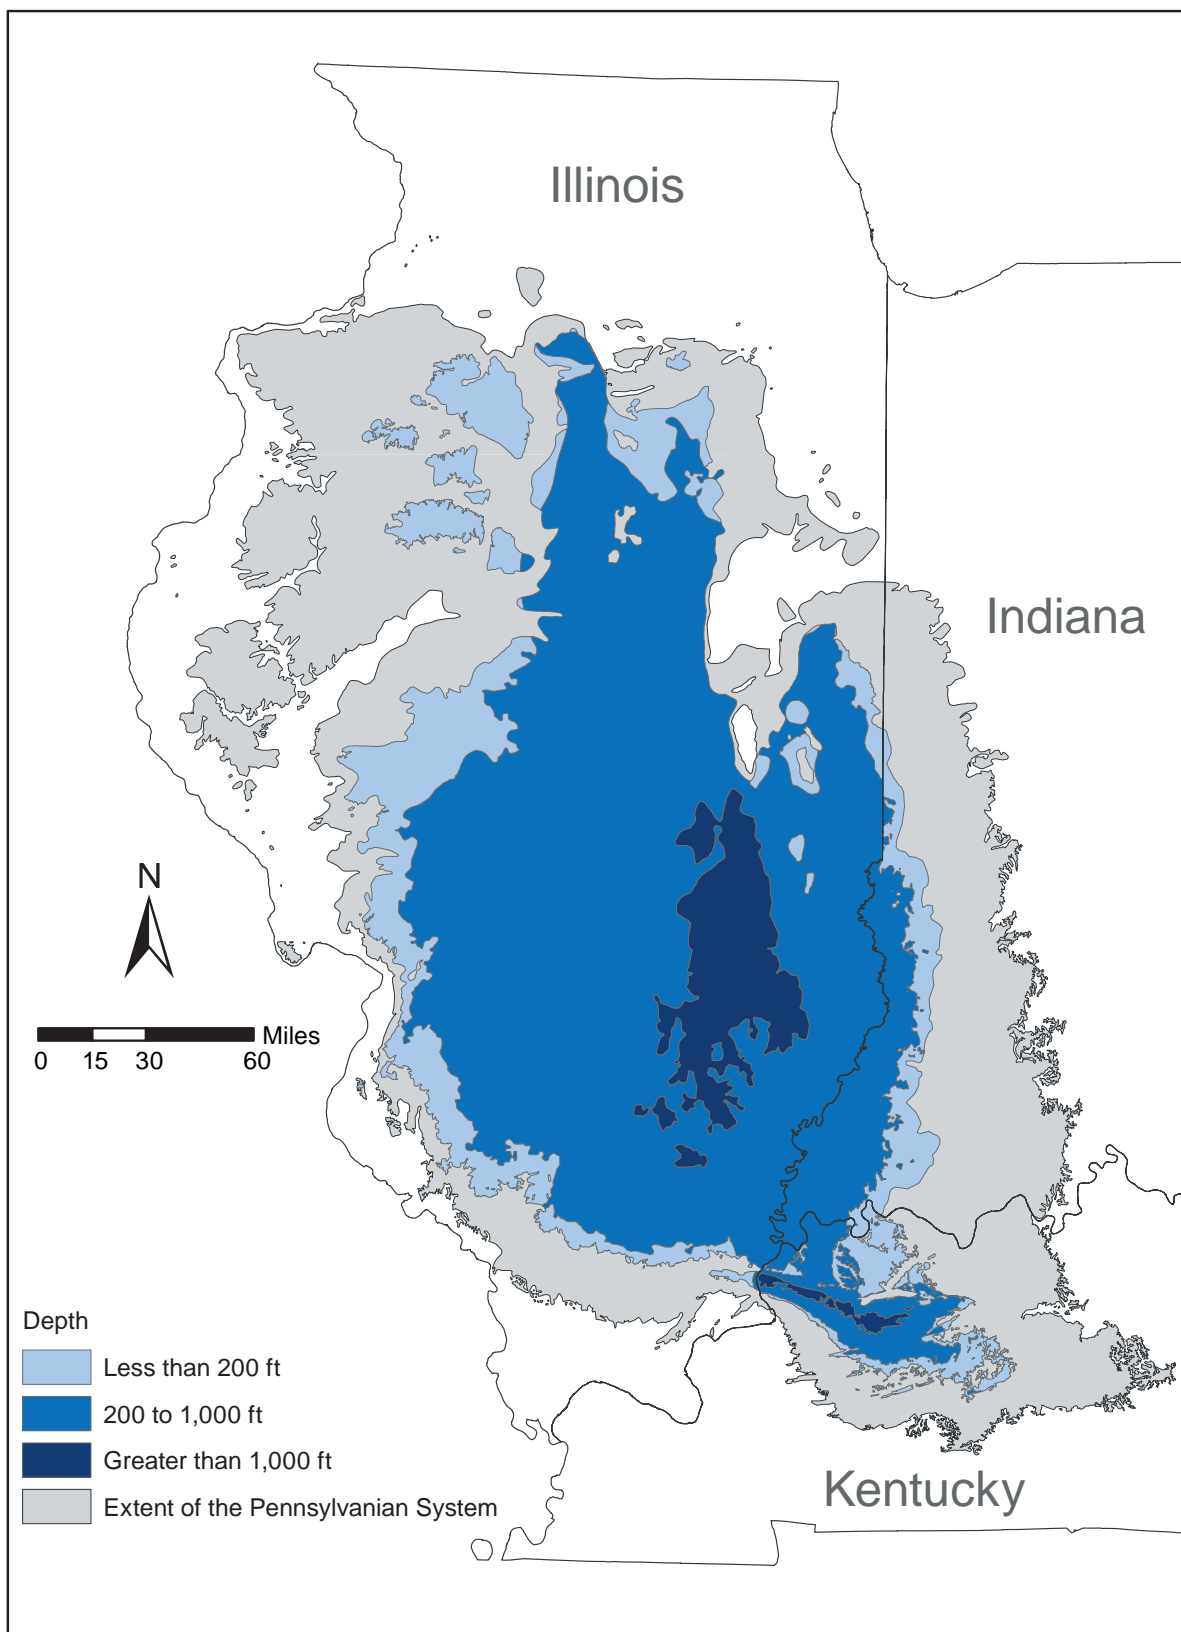 Illinois
Indiana
N
Miles
0 15 30 60
Depth
Less than 200 ft
200 to 1,000 ft
Greater than 1,000 ft
Extent of the Pennsylvanian System
Kentucky